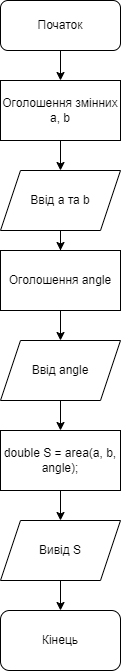 Початок
Оголошення змінних
a, b
Ввід a та b
Оголошення angle
Ввід angle
double S = area(a, b,
angle);
Вивід S
Кінець